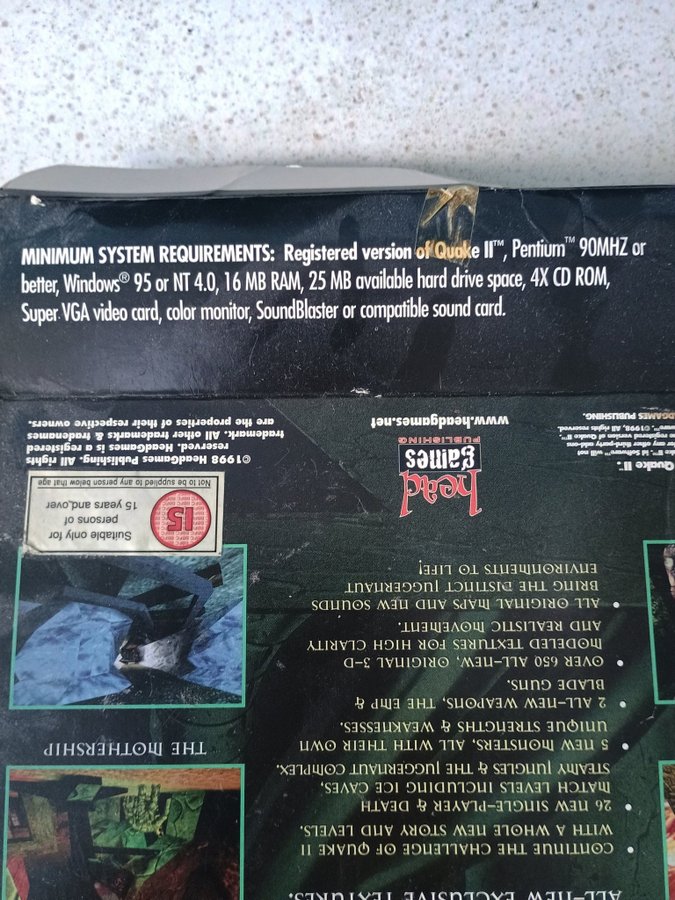 MINIMUM SYSTEM REQUIREMENTS: Registered version of Quake II™, Pentium™ 90MHZ or
better, Windows® 95 or NT 4.0, 16 MB RAM, 25 MB available hard drive space, 4X CD ROM,
Super VGA video card, color monitor, SoundBlaster or compatible sound card.
ALL-NEW EXCLUSIVE TEXTURES.
• CONTINUE THE CHALLENGE OF QUAKE II
WITH A WHOLE NEW STORY AND LEVELS.
• 26 NEW SINGLE-PLAYER & DEATH
MATCH LEVELS INCLUDING ICE CAVES,
STEAMY JUNGLES & THE JUGGERNAUT COMPLEX.
• 5 NEW MONSTERS, ALL WITH THEIR OWN
UNIQUE STRENGTHS & WEAKNESSES.
• 2 ALL-NEW WEAPONS, THE EMP &
BLADE GUNS.
• OVER 650 ALL-NEW, ORIGINAL 3-D
MODELED TEXTURES FOR HIGH CLARITY
AND REALISTIC MOVEMENT.
• ALL ORIGINAL MAPS AND NEW SOUNDS
BRING THE DISTINCT JUGGERNAUT
ENVIRONMENTS TO LIFE!
THE MOTHERSHIP
Suitable only for
persons of
15 years and over
15
Not to be supplied to any person below that age
head
games
PUBLISHING
www.headgames.net
©1998 HeadGames Publishing. All rights
reserved. HeadGames is a registered
trademark. All other trademarks & tradenames
are the properties of their respective owners.
Quake II.